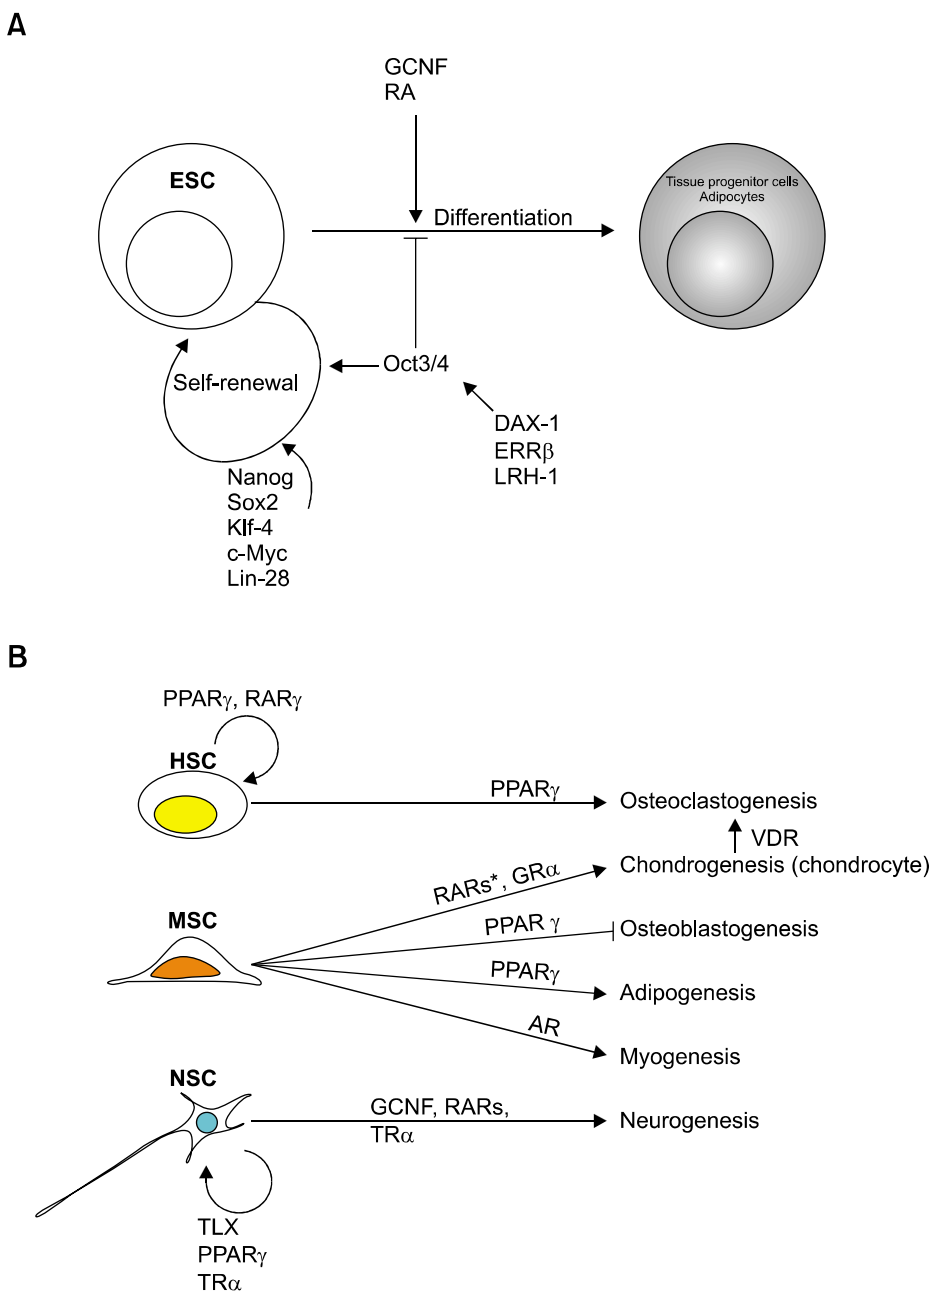 A
GCNF
RA
ESC
Differentiation
Tissue progenitor cells
Adipocytes
Oct3/4
Self-renewal
DAX-1
ERRβ
LRH-1
Nanog
Sox2
Klf-4
c-Myc
Lin-28
B
PPARγ, RARγ
HSC
PPARγ
Osteoclastogenesis
VDR
Chondrogenesis (chondrocyte)
RARs*, GRα
MSC
PPAR γ
Osteoblastogenesis
PPARγ
Adipogenesis
AR
Myogenesis
NSC
GCNF, RARs,
TRα
Neurogenesis
TLX
PPARγ
TRα